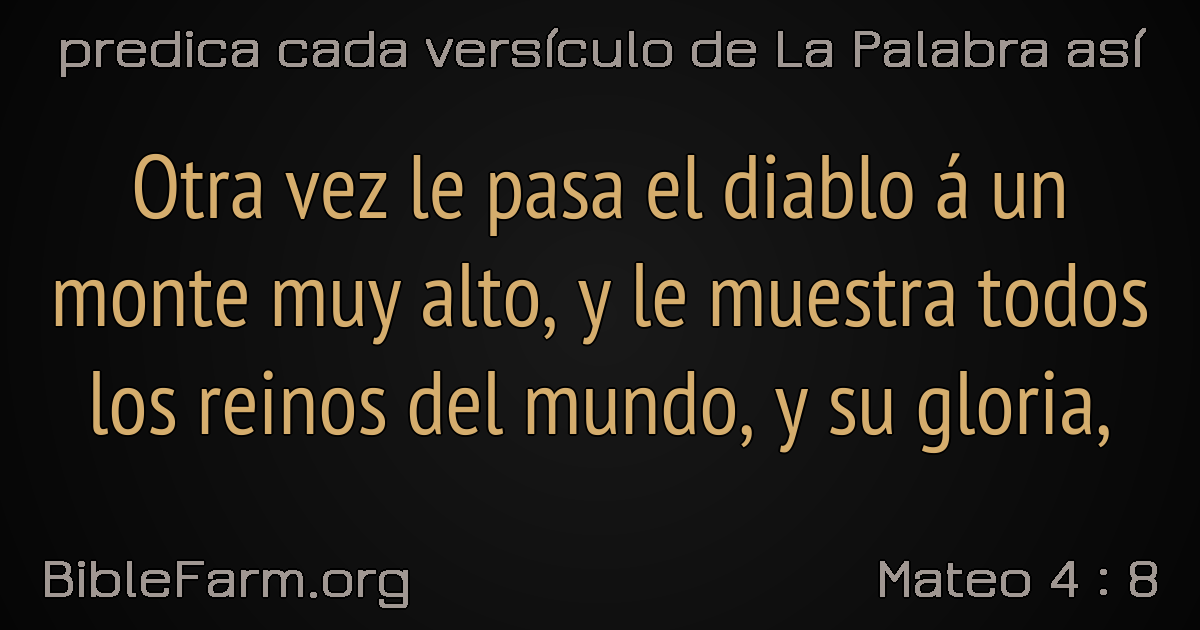 predica cada versículo de La Palabra así
Otra vez le pasa el diablo á un
monte muy alto, y le muestra todos
los reinos del mundo, y su gloria,
BibleFarm.org
Mateo 4 : 8